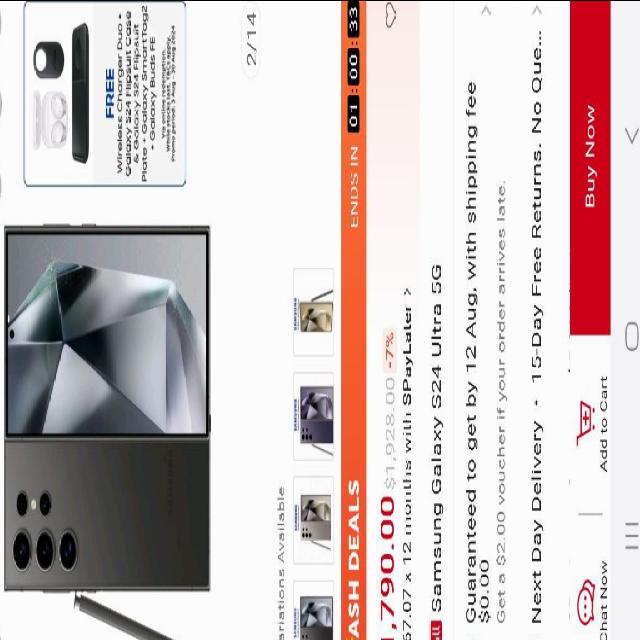 FREE
Wireless Charger Duo +
Galaxy S24 Flipsuit Case
& Galaxy S24 Flipsuit
Plate + Galaxy SmartTag2
+ Galaxy Buds FE
Via online redemption.
While stocks last. T&Cs apply.
Promo period: 3 Aug - 30 Aug 2024
2/14
ariations Available
ASH DEALS
ENDS IN 01 : 00 : 33
1,790.00 $1,928.00 -7%
57.07 x 12 months with SPayLater >
all Samsung Galaxy S24 Ultra 5G
Guaranteed to get by 12 Aug, with shipping fee
$0.00
Get a $2.00 voucher if your order arrives late.
Next Day Delivery • 15-Day Free Returns. No Que...
Chat Now
Add to Cart
Buy Now